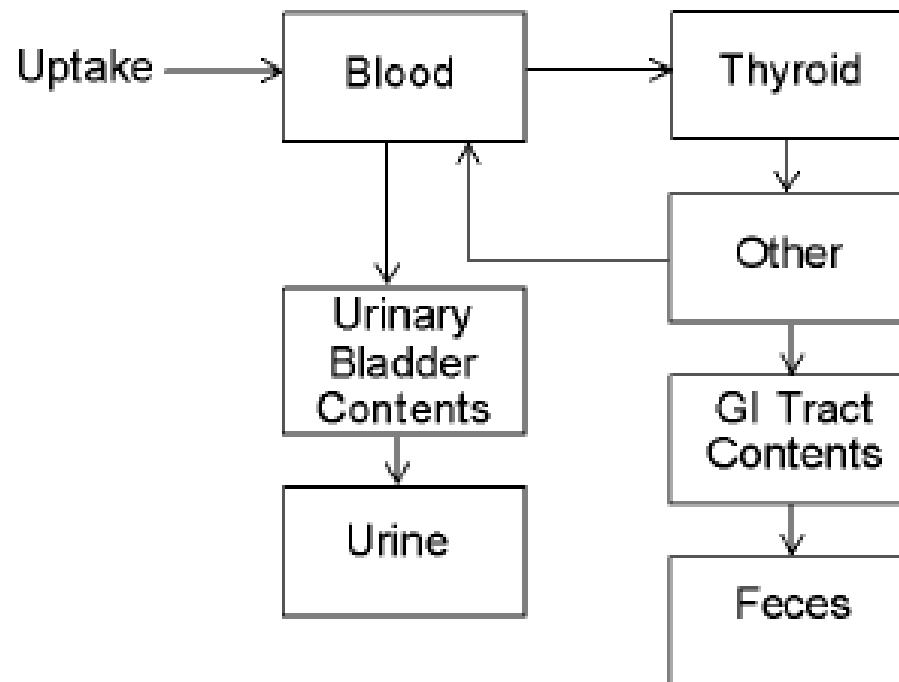 Uptake
Blood
Thyroid
Other
Urinary
Bladder
Contents
GI Tract
Contents
Urine
Feces